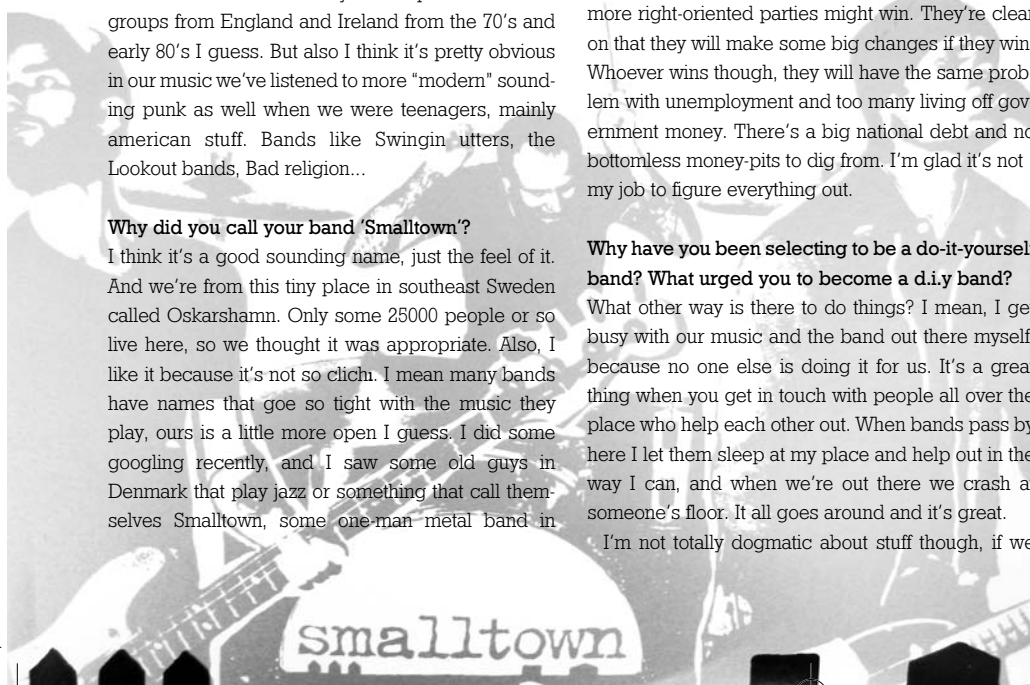 groups from England and Ireland from the 70's and
early 80's I guess. But also I think it's pretty obvious
in our music we've listened to more "modern" sound-
ing punk as well when we were teenagers, mainly
american stuff. Bands like Swingin utters, the
Lookout bands, Bad religion...
Why did you call your band 'Smalltown'?
I think it's a good sounding name, just the feel of it.
And we're from this tiny place in southeast Sweden
called Oskarshamn. Only some 25000 people or so
live here, so we thought it was appropriate. Also, I
like it because it's not so clichı. I mean many bands
have names that goe so tight with the music they
play, ours is a little more open I guess. I did some
googling recently, and I saw some old guys in
Denmark that play jazz or something that call them-
selves Smalltown, some one-man metal band in
more right-oriented parties might win. They're clear
on that they will make some big changes if they win
Whoever wins though, they will have the same prob
lem with unemployment and too many living off gov
ernment money. There's a big national debt and no
bottomless money-pits to dig from. I'm glad it's not
my job to figure everything out.
Why have you been selecting to be a do-it-yourself
band? What urged you to become a d.i.y band?
What other way is there to do things? I mean, I ge
busy with our music and the band out there myself
because no one else is doing it for us. It's a grea
thing when you get in touch with people all over the
place who help each other out. When bands pass by
here I let them sleep at my place and help out in the
way I can, and when we're out there we crash a
someone's floor. It all goes around and it's great.
I'm not totally dogmatic about stuff though, if we
smalltown